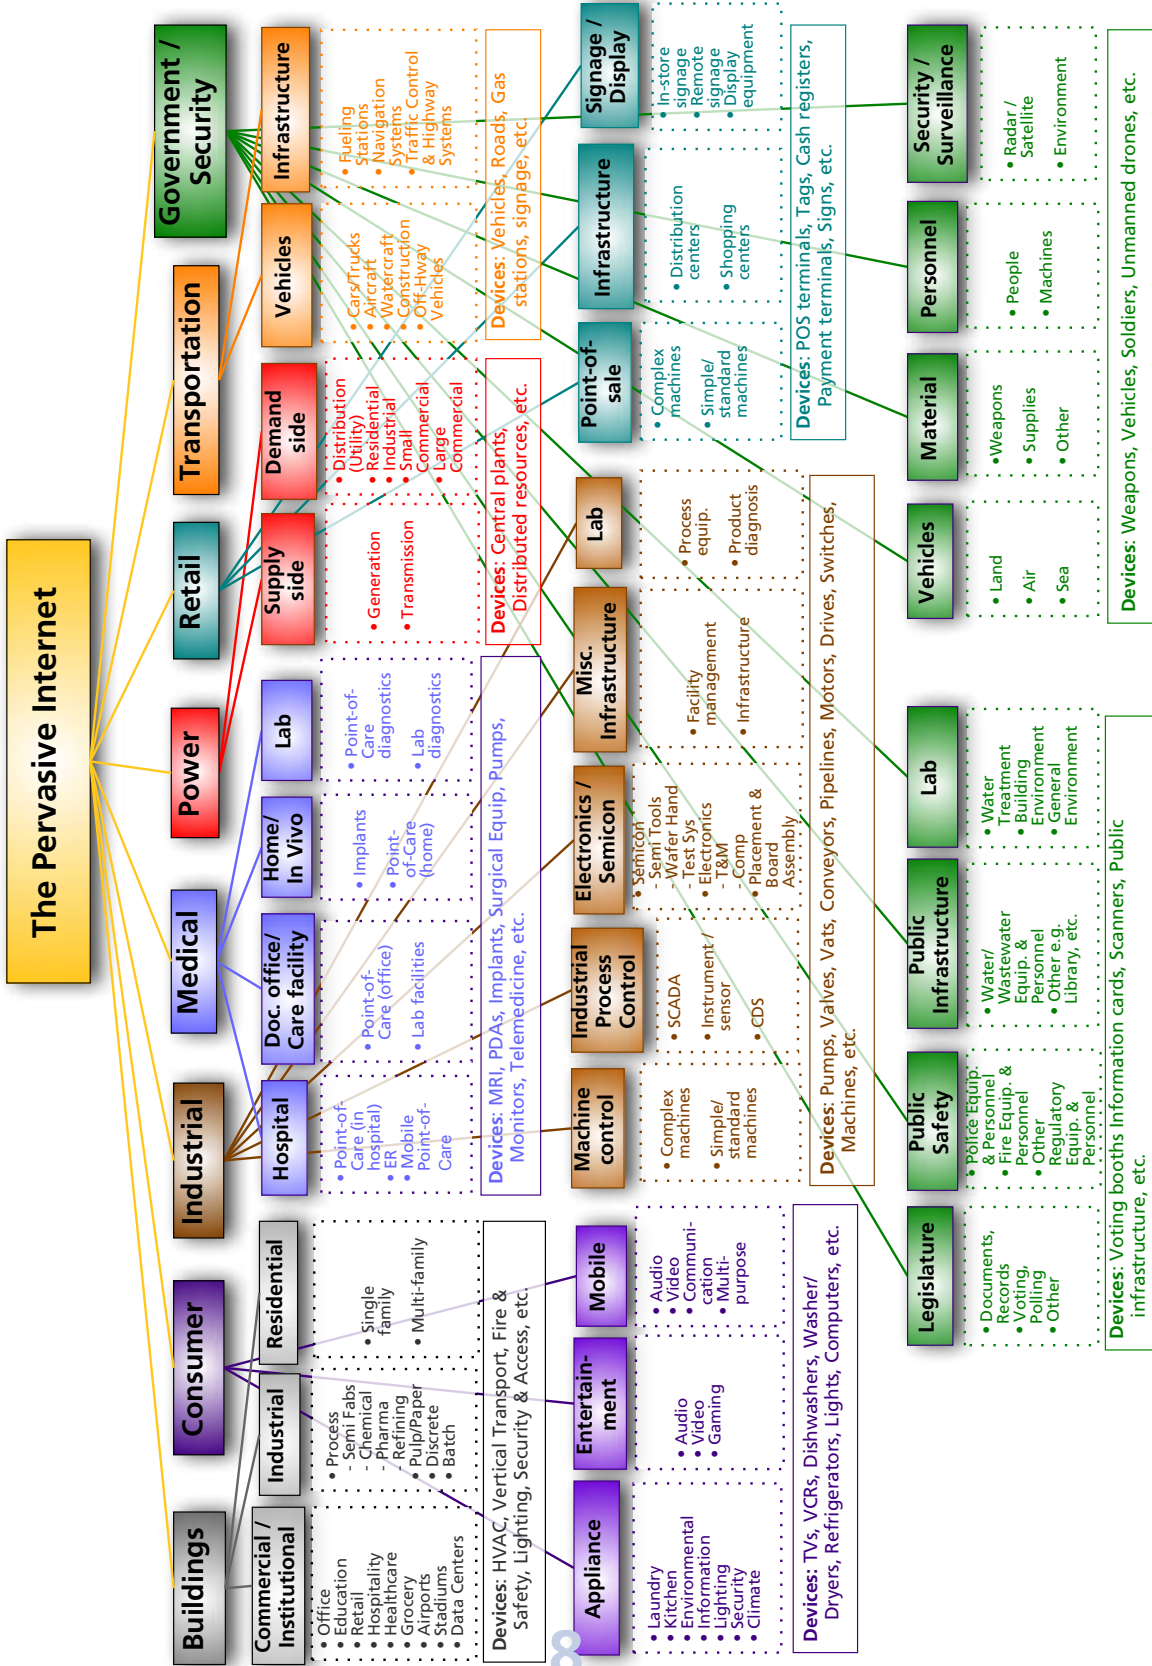 The Pervasive Internet
Buildings
Consumer
Industrial
Medical
Power
Retail
Transportation
Government /
Security
Commercial /
Institutional
• Office
• Education
• Retail
• Hospitality
• Healthcare
• Grocery
• Airports
• Stadiums
• Data Centers
Industrial
• Process
- Semi Fabs
- Chemical
- Pharma
- Refining
• Pulp/Paper
• Discrete
• Batch
Residential
• Single
family
• Multi-family
Devices: HVAC, Vertical Transport, Fire &
Safety, Lighting, Security & Access, etc.
Hospital
• Point-of-
Care (in
hospital)
• ER
• Mobile
Point-of-
Care
Doc. office/
Care facility
• Point-of-
Care (office)
• Lab facilities
Home/
In Vivo
• Implants
• Point-
of-Care
(home)
Lab
• Point-of-
Care
diagnostics
• Lab
diagnostics
Devices: MRI, PDAs, Implants, Surgical Equip, Pumps,
Monitors, Telemedicine, etc.
Supply
side
• Generation
• Transmission
Demand
side
• Distribution
(Utility)
• Residential
• Industrial
• Small
Commercial
• Large
Commercial
Devices: Central plants,
Distributed resources, etc.
Vehicles
• Cars/Trucks
• Aircraft
• Watercraft
• Construction
• Off-Hway
Vehicles
Infrastructure
• Fueling
Stations
• Navigation
Systems
• Traffic Control
& Highway
Systems
Devices: Vehicles, Roads, Gas
stations, signage, etc.
Appliance
• Laundry
• Kitchen
• Environmental
• Information
• Lighting
• Security
• Climate
Entertain-
ment
• Audio
• Video
• Gaming
Mobile
• Audio
• Video
• Communi-
cation
• Multi-
purpose
Devices: TVs, VCRs, Dishwashers, Washer/
Dryers, Refrigerators, Lights, Computers, etc.
Machine
control
• Complex
machines
• Simple/
standard
machines
Industrial
Process
Control
• SCADA
• Instrument /
sensor
• CDS
Electronics /
Semicon
• Semicon
- Semi Tools
- Wafer Hand
- Test Sys
• Electronics
- T&M
- Comp
• Placement &
Board
Assembly
Misc.
Infrastructure
• Facility
management
• Infrastructure
Lab
• Process
equip.
• Product
diagnosis
Devices: Pumps, Valves, Vats, Conveyors, Pipelines, Motors, Drives, Switches,
Machines, etc.
Point-of-
sale
• Complex
machines
• Simple/
standard
machines
Infrastructure
• Distribution
centers
• Shopping
centers
Signage /
Display
• In-store
signage
• Remote
signage
• Display
equipment
Devices: POS terminals, Tags, Cash registers,
Payment terminals, Signs, etc.
Legislature
• Documents,
Records
• Voting,
Polling
• Other
Public
Safety
• Police Equip.
& Personnel
• Fire Equip. &
Personnel
• Other
Regulatory
Equip. &
Personnel
Public
Infrastructure
• Water/
Wastewater
Equip. &
Personnel
• Other e.g.
Library, etc.
Lab
• Water
Treatment
• Building
Environment
• General
Environment
Devices: Voting booths Information cards, Scanners, Public
infrastructure, etc.
Vehicles
• Land
• Air
• Sea
Material
• Weapons
• Supplies
• Other
Personnel
• People
• Machines
Security /
Surveillance
• Radar /
Satellite
• Environment
Devices: Weapons, Vehicles, Soldiers, Unmanned drones, etc.
8